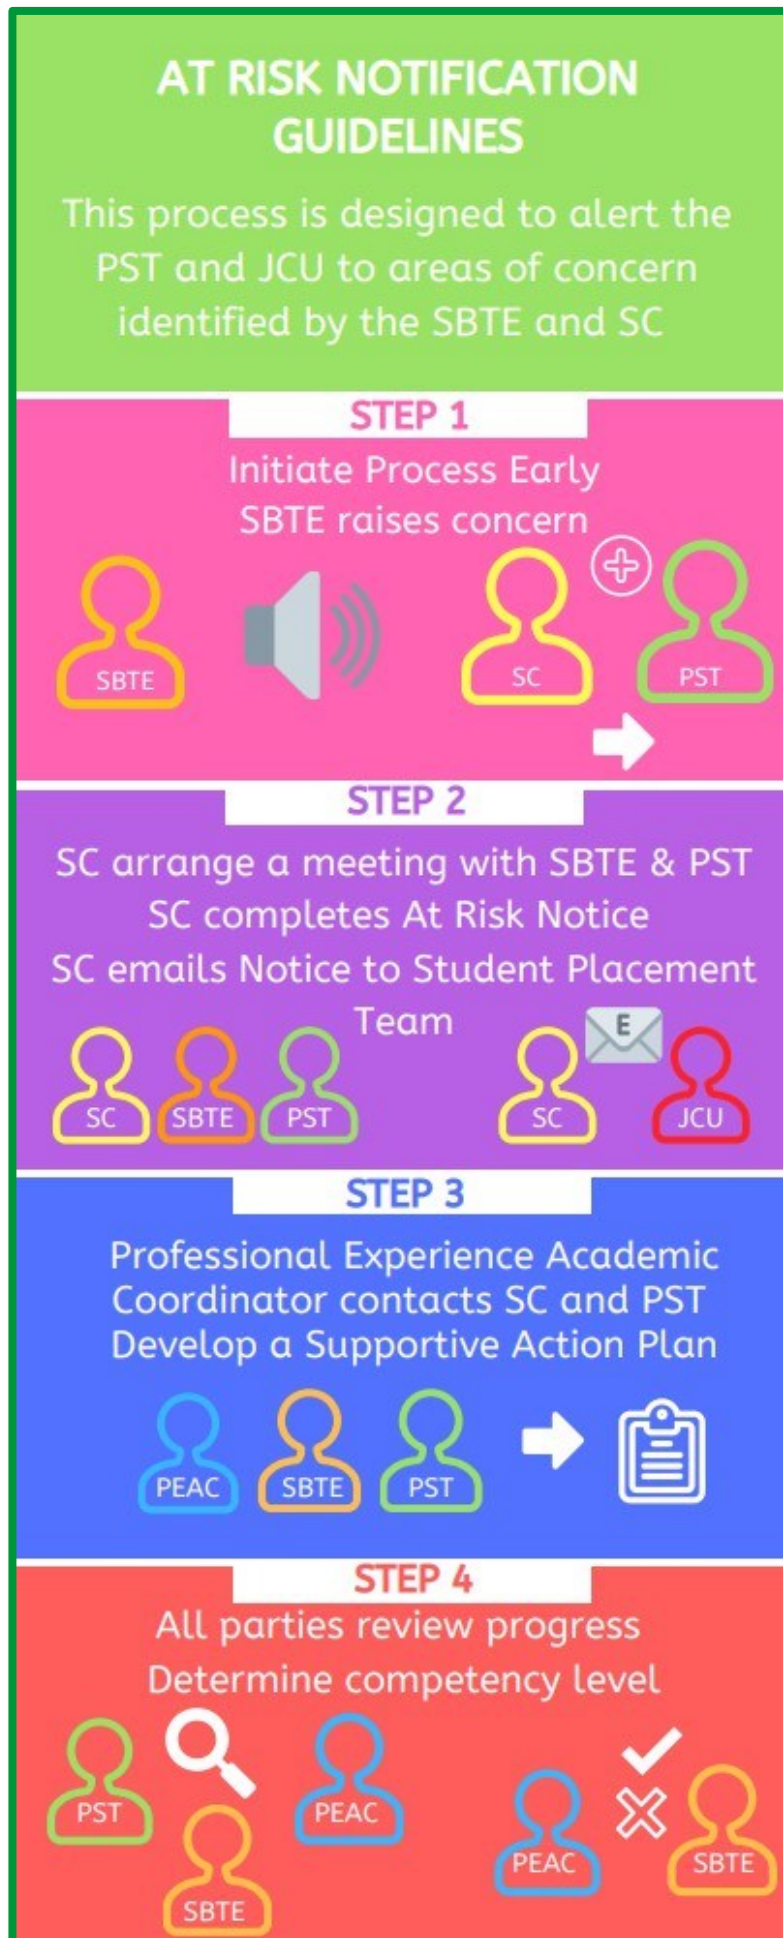 AT RISK NOTIFICATION
GUIDELINES
This process is designed to alert the
PST and JCU to areas of concern
identified by the SBTE and SC
STEP 1
Initiate Process Early
SBTE raises concern
SBTE
SC
PST
STEP 2
SC arrange a meeting with SBTE & PST
SC completes At Risk Notice
SC emails Notice to Student Placement
Team
E
SC
SBTE
PST
SC
JCU
STEP 3
Professional Experience Academic
Coordinator contacts SC and PST
Develop a Supportive Action Plan
PEAC
SBTE
PST
STEP 4
All parties review progress
Determine competency level
PST
PEAC
SBTE
PEAC
SBTE